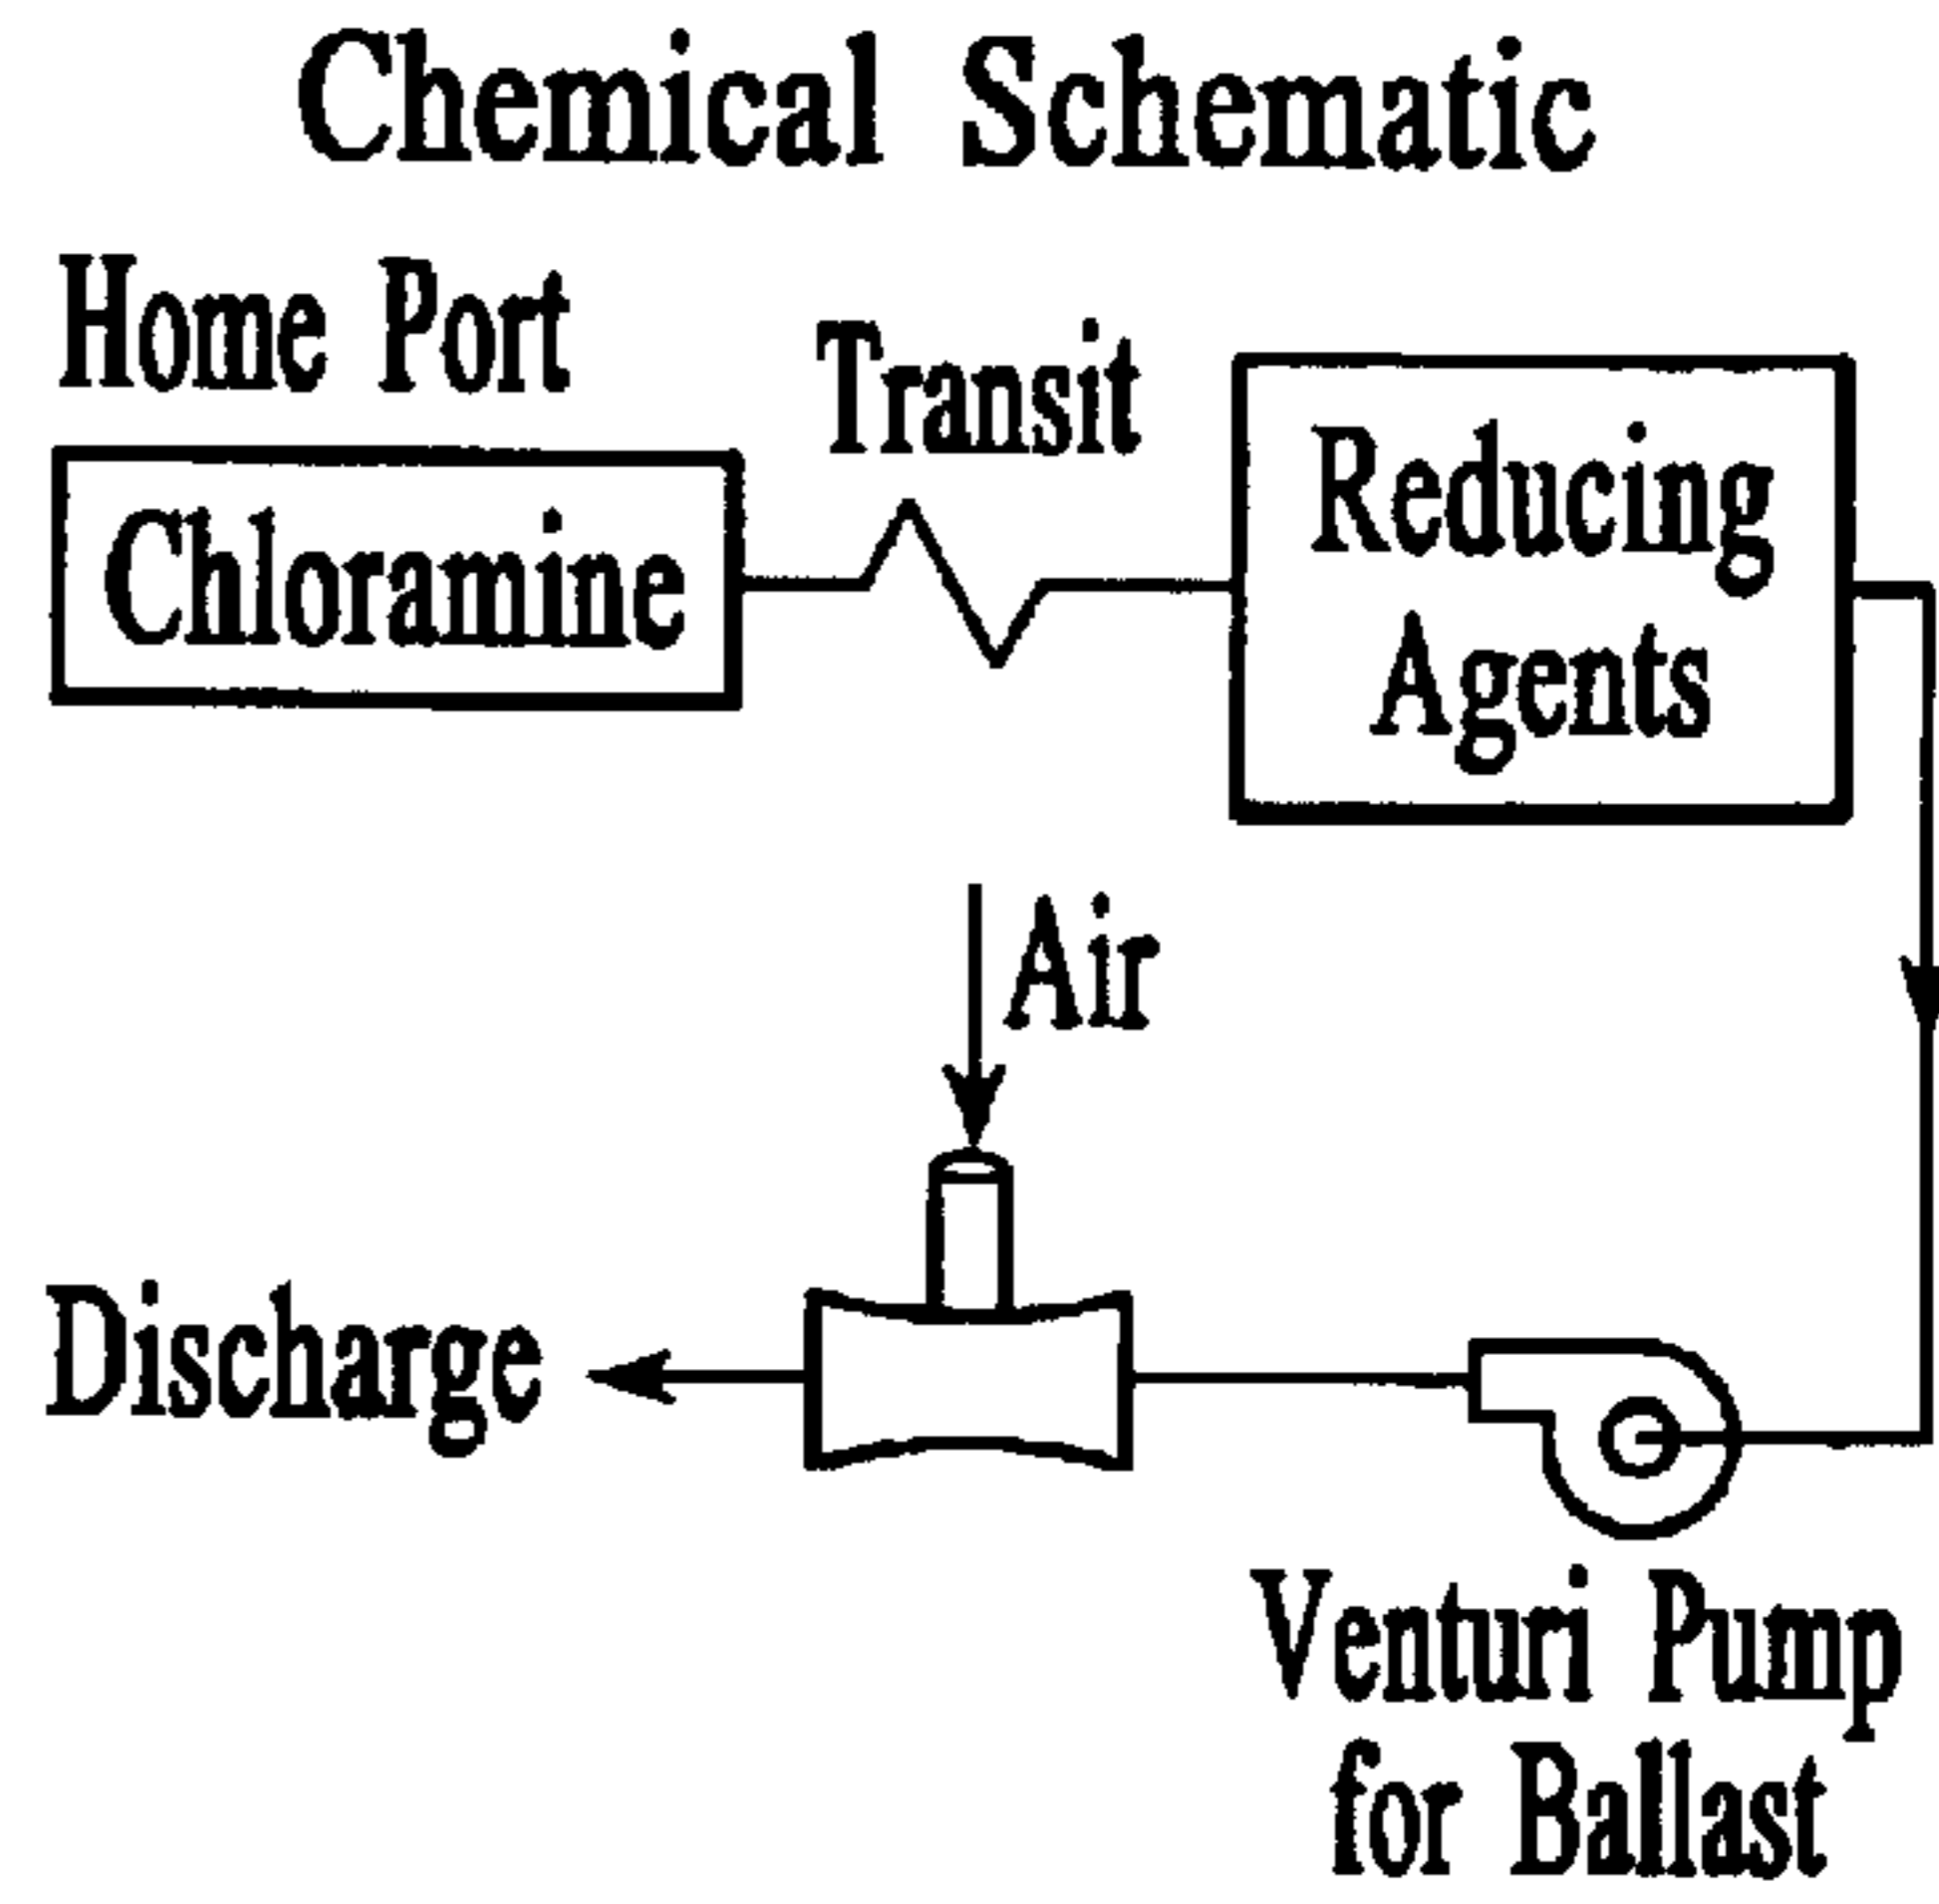 Chemical Schematic
Home Port
Transit
Chloramine
Reducing
Agents
Air
Discharge
Venturi Pump
for Ballast